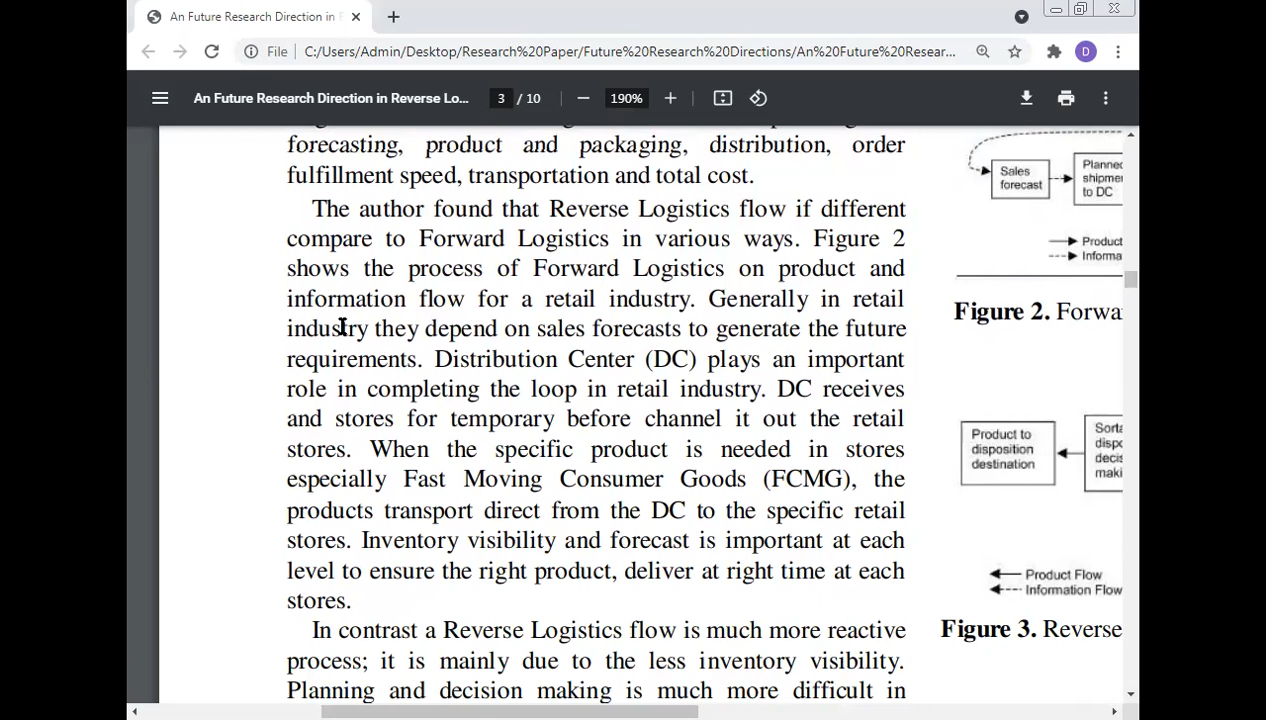 An Future Research Direction in
File
C:/Users/Admin/Desktop/Research%20Paper/Future%20Research%20Directions/An%20Future%20Resear...
D
An Future Research Direction in Reverse Lo...
3 / 10
190%
forecasting, product and packaging, distribution, order
fulfillment speed, transportation and total cost.
The author found that Reverse Logistics flow if different
compare to Forward Logistics in various ways. Figure 2
shows the process of Forward Logistics on product and
information flow for a retail industry. Generally in retail
industry they depend on sales forecasts to generate the future
requirements. Distribution Center (DC) plays an important
role in completing the loop in retail industry. DC receives
and stores for temporary before channel it out the retail
stores. When the specific product is needed in stores
especially Fast Moving Consumer Goods (FCMG), the
products transport direct from the DC to the specific retail
stores. Inventory visibility and forecast is important at each
level to ensure the right product, deliver at right time at each
stores.
In contrast a Reverse Logistics flow is much more reactive
process; it is mainly due to the less inventory visibility.
Planning and decision making is much more difficult in
Sales
forecast
Planned
shipmer
to DC
Product
Informa
Figure 2. Forwa
Product to
disposition
destination
Sorta
dispo
decis
maki
Product Flow
Information Flow
Figure 3. Reverse